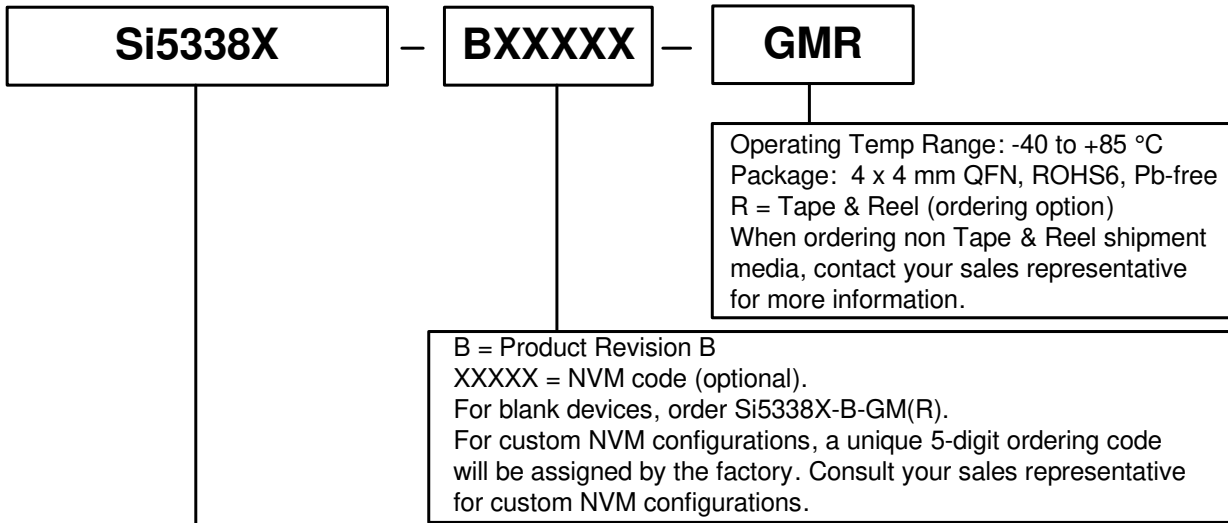 Si5338X – BXXXXX – GMR
Operating Temp Range: -40 to +85 °C
Package: 4 x 4 mm QFN, ROHS6, Pb-free
R = Tape & Reel (ordering option)
When ordering non Tape & Reel shipment
media, contact your sales representative
for more information.
B = Product Revision B
XXXXX = NVM code (optional).
For blank devices, order Si5338X-B-GM(R).
For custom NVM configurations, a unique 5-digit ordering code
will be assigned by the factory. Consult your sales representative
for custom NVM configurations.